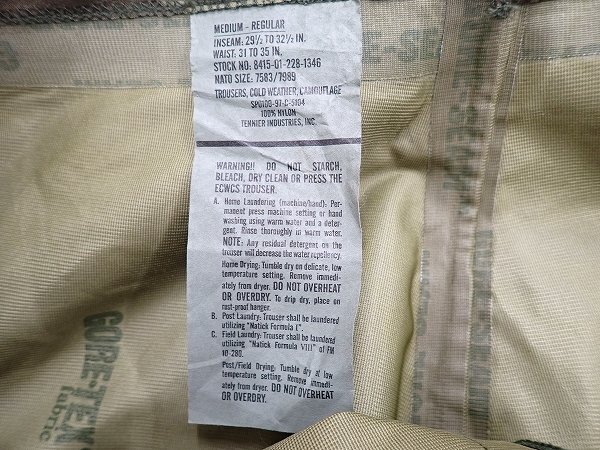 MEDIUM - REGULAR
INSEAM: 29½ TO 32½ IN.
WAIST: 31 TO 35 IN.
STOCK NO: 8415-01-228-1346
NATO SIZE: 7583/7989
TROUSERS, COLD WEATHER, CAMOUFLAGE
SPO100-97-C-5104
100% NYLON
TENNIER INDUSTRIES, INC.
WARNING!! DO NOT STARCH,
BLEACH, DRY CLEAN OR PRESS THE
ECWCS TROUSER.
A. Home Laundering (machine/hand). Per-
manent press machine setting or hand
washing using warm water and a deter-
gent. Rinse thoroughly in warm water.
NOTE: Any residual detergent on the
trouser will decrease the water repellency.
Home Drying: Tumble dry on delicate, low
temperature setting. Remove immedi-
ately from dryer. DO NOT OVERHEAT
OR OVERDRY. To drip dry, place on
rust-proof hanger.
B. Post Laundry: Trouser shall be laundered
utilizing "Natick Formula I".
C. Field Laundry: Trouser shall be laundered
utilizing "Natick Formula VIII" of FM
10-280.
Post/Field Drying: Tumble dry at low
temperature setting. Remove immedi-
ately from dryer. DO NOT OVERHEAT
OR OVERDRY.
GORE-TEX
fabric